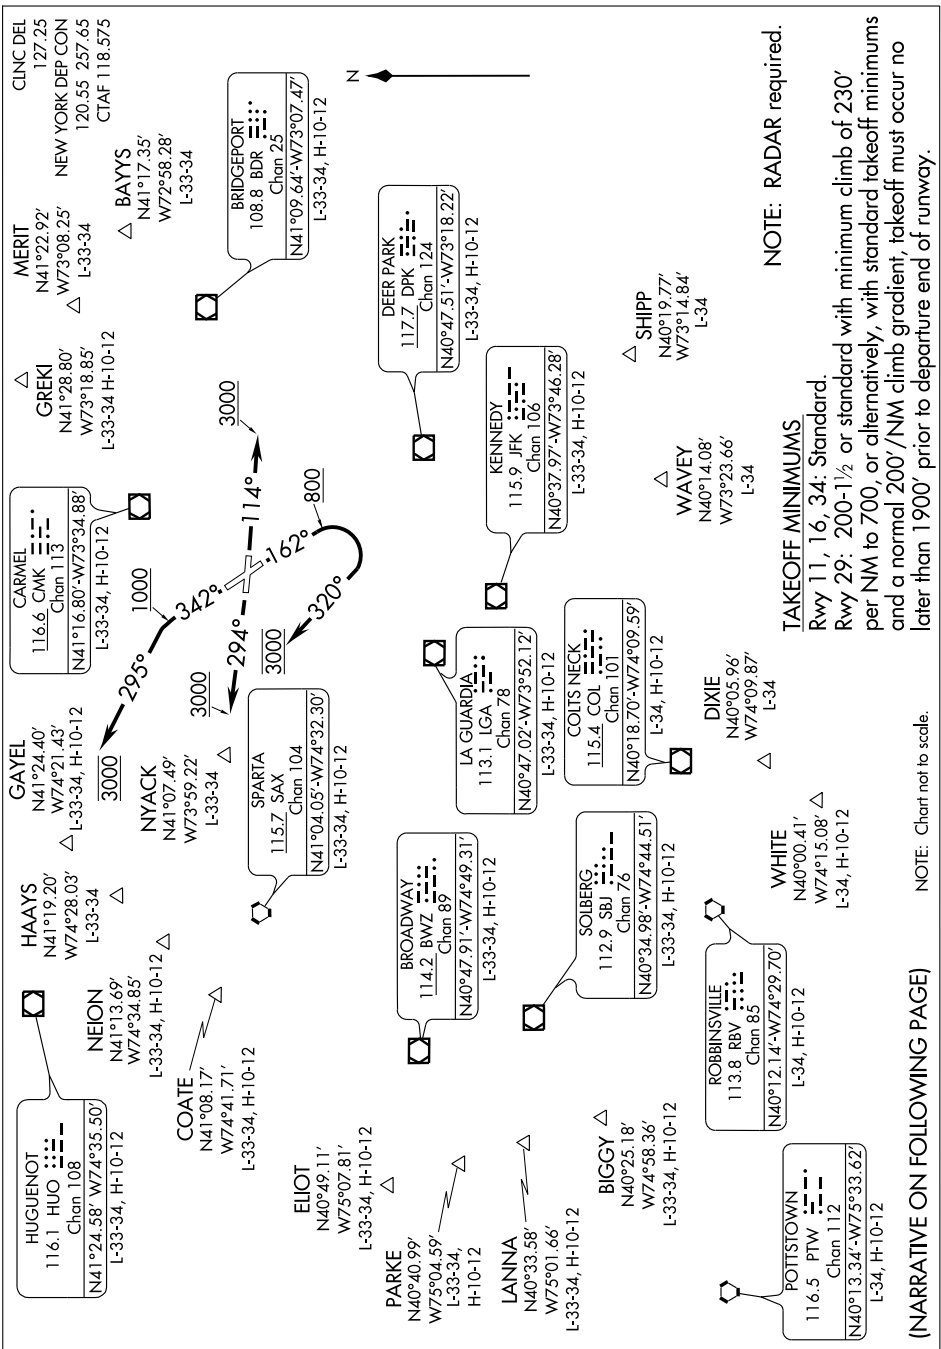 CLNC DEL
127.25
NEW YORK DEP CON
120.55 257.65
CTAF 118.575
HUGUENOT
116.1 HUO
Chan 108
N41°24.58' W74°35.50'
L-33-34, H-10-12
HAAYS
N41°19.20'
W74°28.03'
L-33-34
GAYEL
N41°24.40'
W74°21.43'
L-33-34, H-10-12
CARMEL
116.6 CMK
Chan 113
N41°16.80'-W73°34.88'
L-33-34, H-10-12
GREKI
N41°28.80'
W73°18.85'
L-33-34 H-10-12
MERIT
N41°22.92'
W73°08.25'
L-33-34
BAYYS
N41°17.35'
W72°58.28'
L-33-34
NEION
N41°13.69'
W74°34.85'
L-33-34, H-10-12
COATE
N41°08.17'
W74°41.71'
L-33-34, H-10-12
NYACK
N41°07.49'
W73°59.22'
L-33-34
3000
295°
1000
342°
3000
294°
114°
3000
162°
800
320°
3000
BRIDGEPORT
108.8 BDR
Chan 25
N41°09.64'-W73°07.47'
L-33-34, H-10-12
N
SPARTA
115.7 SAX
Chan 104
N41°04.05'-W74°32.30'
L-33-34, H-10-12
ELIOT
N40°49.11'
W75°07.81'
L-33-34, H-10-12
BROADWAY
114.2 BWZ
Chan 89
N40°47.91'-W74°49.31'
L-33-34, H-10-12
LA GUARDIA
113.1 LGA
Chan 78
N40°47.02'-W73°52.12'
L-33-34, H-10-12
DEER PARK
117.7 DPK
Chan 124
N40°47.51'-W73°18.22'
L-33-34, H-10-12
PARKE
N40°40.99'
W75°04.59'
L-33-34,
H-10-12
KENNEDY
115.9 JFK
Chan 106
N40°37.97'-W73°46.28'
L-33-34, H-10-12
LANNA
N40°33.58'
W75°01.66'
L-33-34, H-10-12
SOLBERG
112.9 SBJ
Chan 76
N40°34.98'-W74°44.51'
L-33-34, H-10-12
COLTS NECK
115.4 COL
Chan 101
N40°18.70'-W74°09.59'
L-34, H-10-12
BIGGY
N40°25.18'
W74°58.36'
L-33-34, H-10-12
SHIPP
N40°19.77'
W73°14.84'
L-34
WAVEY
N40°14.08'
W73°23.66'
L-34
ROBBINSVILLE
113.8 RBV
Chan 85
N40°12.14'-W74°29.70'
L-34, H-10-12
DIXIE
N40°05.96'
W74°09.87'
L-34
WHITE
N40°00.41'
W74°15.08'
L-34, H-10-12
POTTSTOWN
116.5 PTW
Chan 112
N40°13.34'-W75°33.62'
L-34, H-10-12
NOTE: RADAR required.
TAKEOFF MINIMUMS
Rwy 11, 16, 34: Standard.
Rwy 29: 200-1½ or standard with minimum climb of 230'
per NM to 700, or alternatively, with standard takeoff minimums
and a normal 200'/NM climb gradient, takeoff must occur no
later than 1900' prior to departure end of runway.
(NARRATIVE ON FOLLOWING PAGE)
NOTE: Chart not to scale.